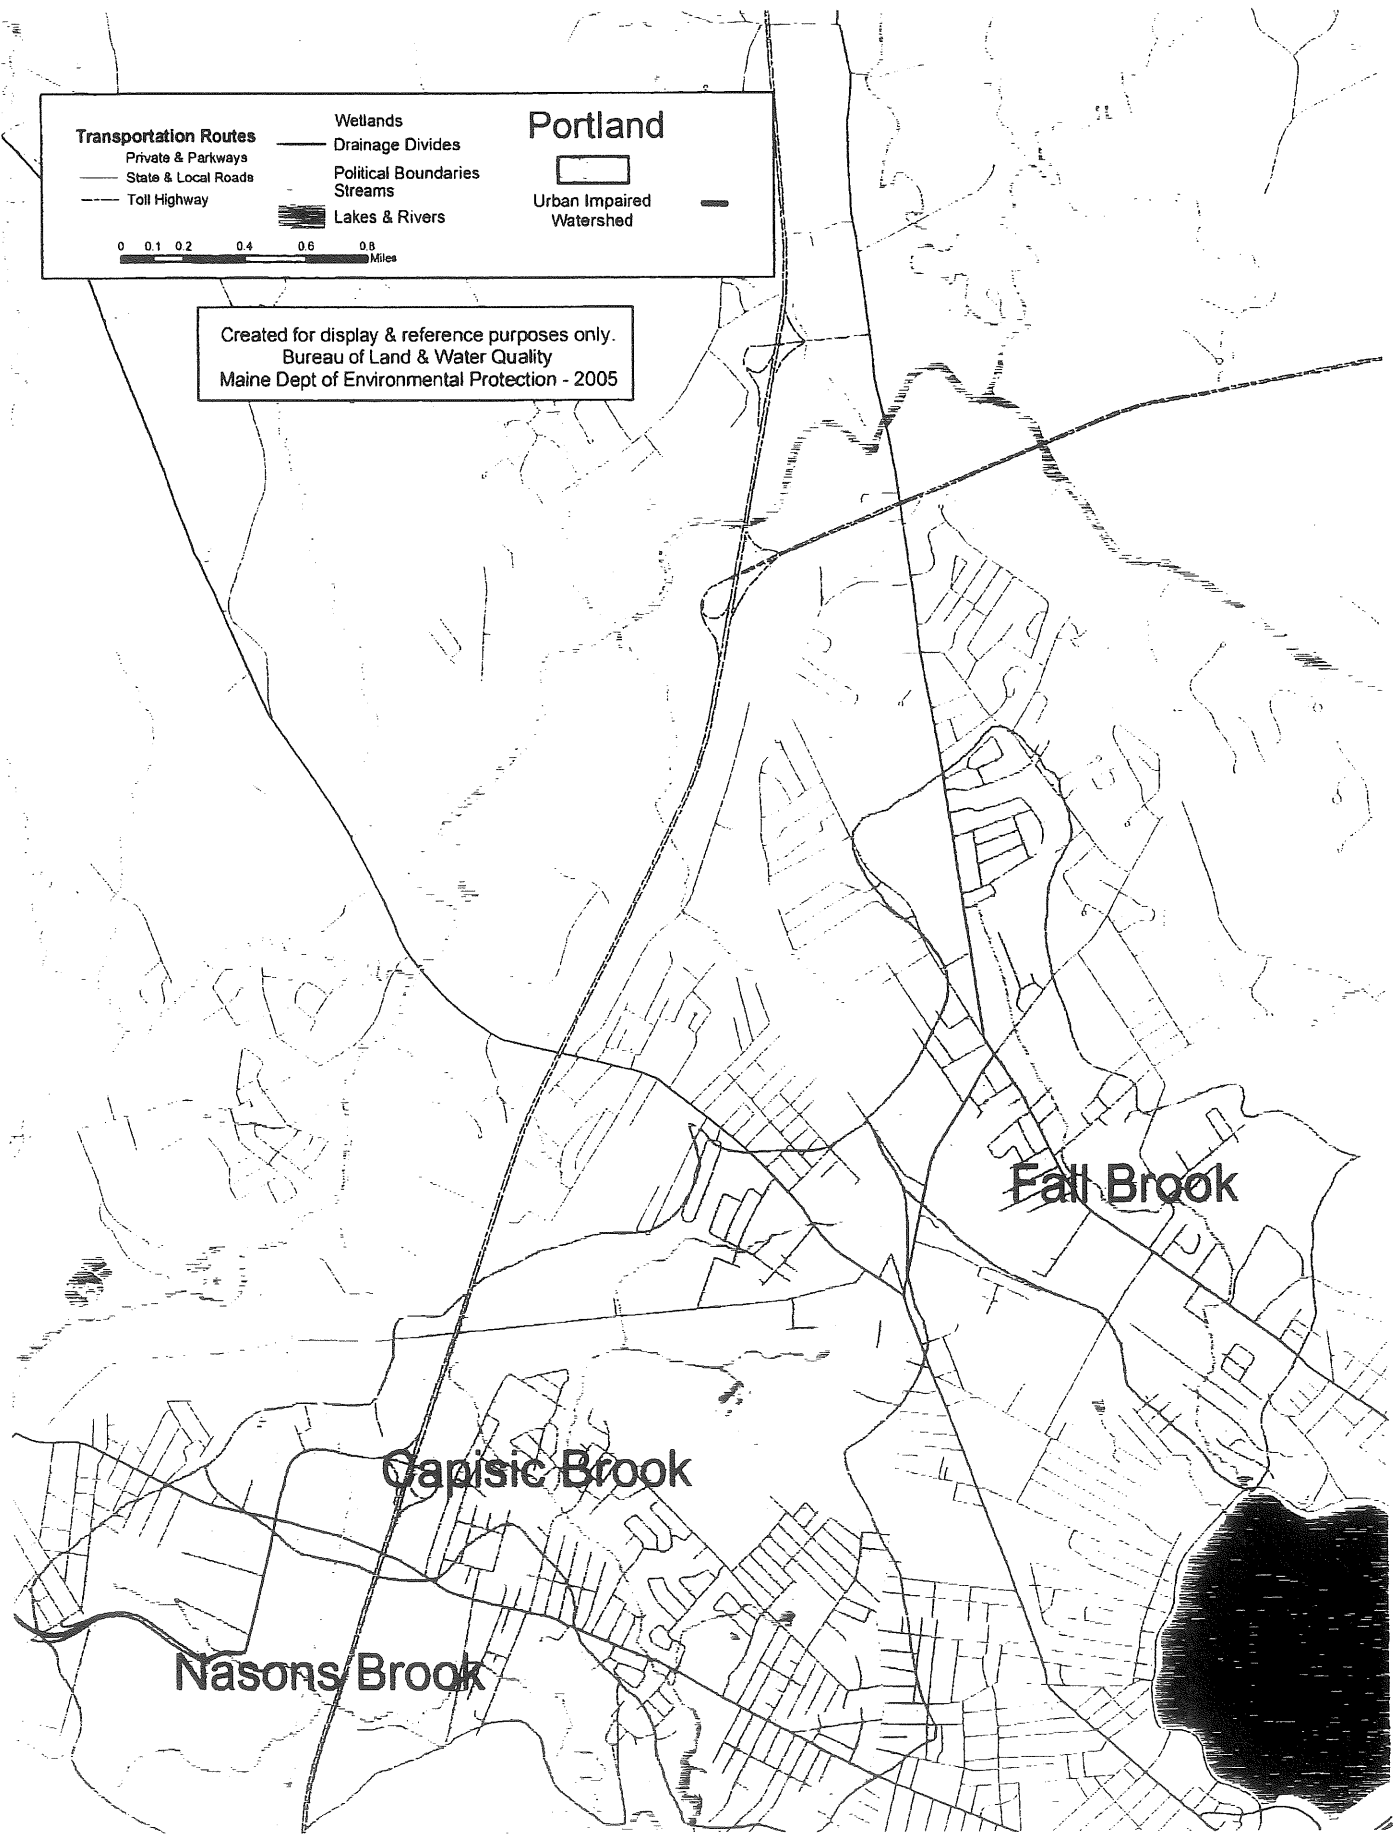 Transportation Routes
Private & Parkways
State & Local Roads
Toll Highway
Wetlands
Drainage Divides
Political Boundaries
Streams
Lakes & Rivers
Portland
Urban Impaired
Watershed
0 0.1 0.2 0.4 0.6 0.8
Miles
Created for display & reference purposes only.
Bureau of Land & Water Quality
Maine Dept of Environmental Protection - 2005
Fall Brook
Capisic Brook
Nasons Brook